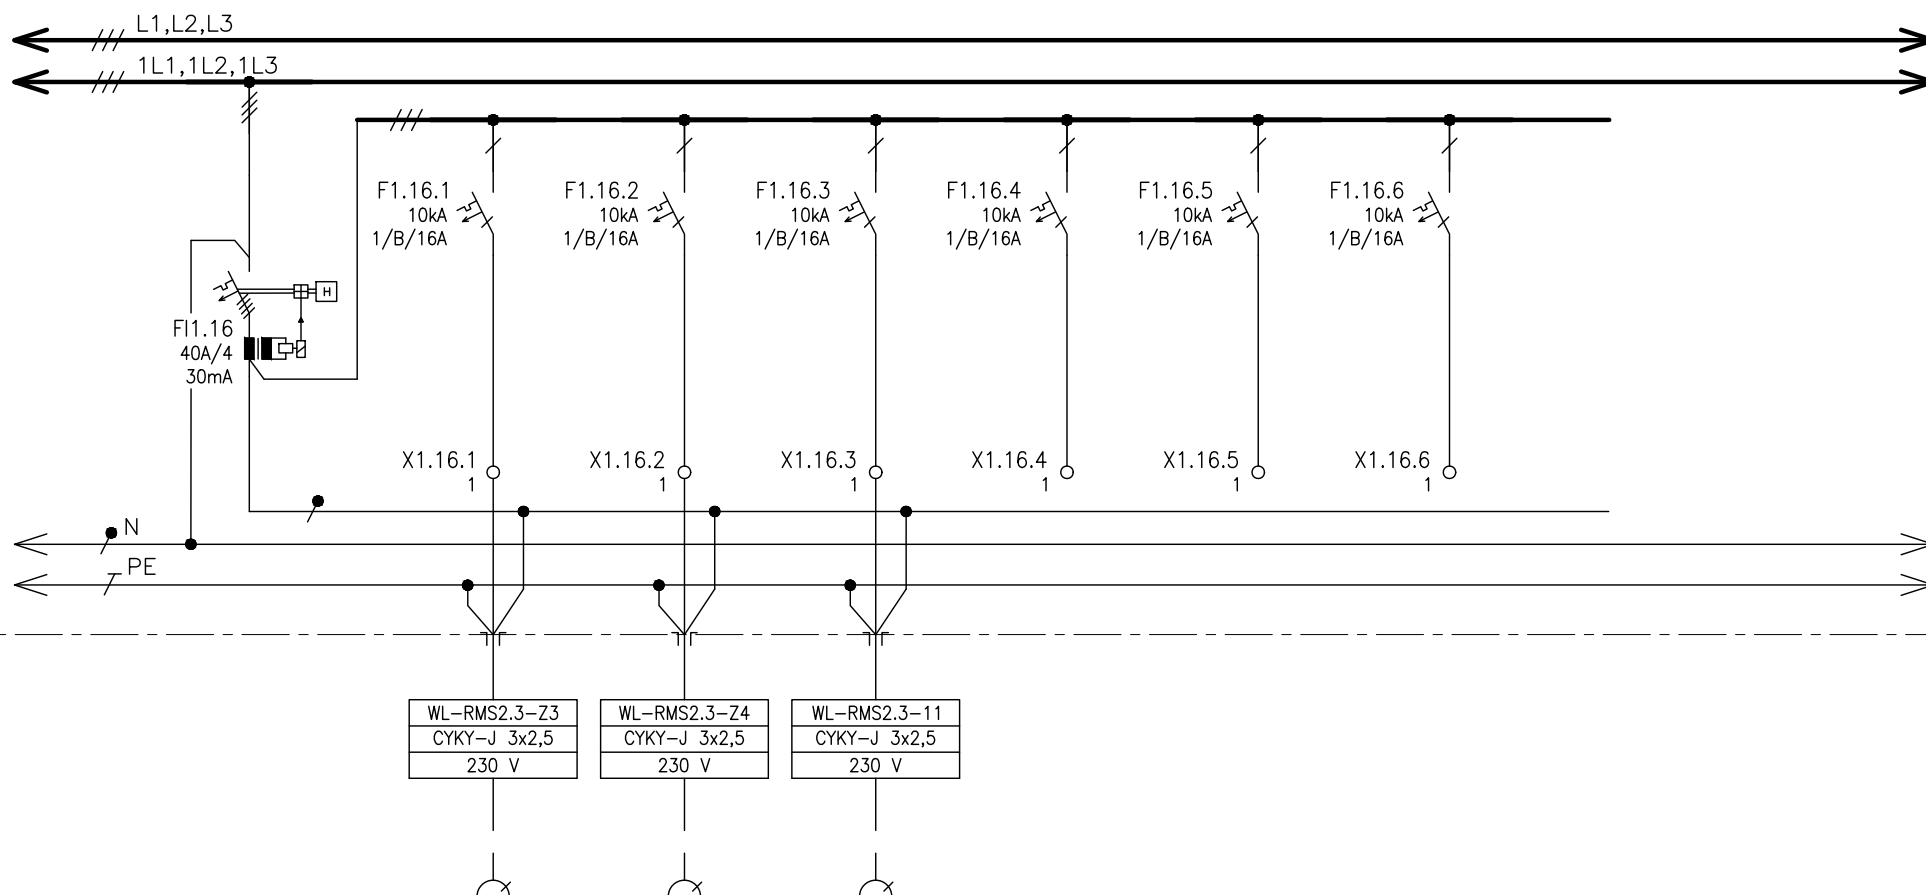 L1,L2,L3
1L1,1L2,1L3
F1.16.1
10kA
1/B/16A
F1.16.2
10kA
1/B/16A
F1.16.3
10kA
1/B/16A
F1.16.4
10kA
1/B/16A
F1.16.5
10kA
1/B/16A
F1.16.6
10kA
1/B/16A
H
FI1.16
40A/4
30mA
X1.16.1
1
X1.16.2
1
X1.16.3
1
X1.16.4
1
X1.16.5
1
X1.16.6
1
N
PE
WL-RMS2.3-Z3
CYKY-J 3x2,5
230 V
WL-RMS2.3-Z4
CYKY-J 3x2,5
230 V
WL-RMS2.3-11
CYKY-J 3x2,5
230 V